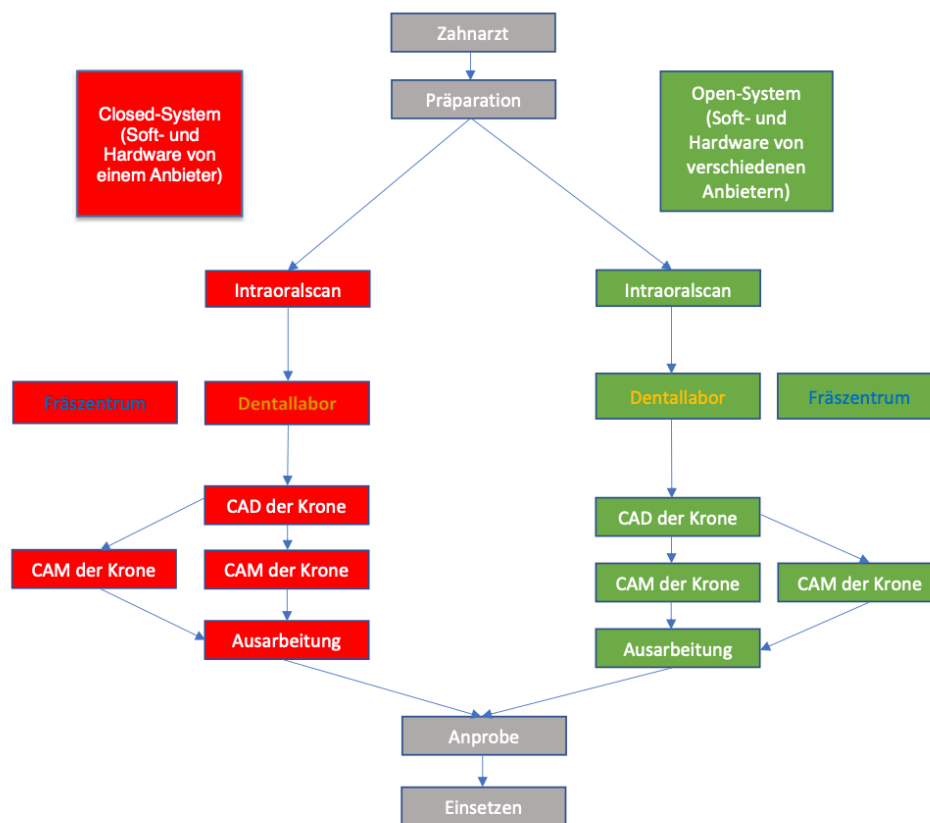 Zahnarzt
Präparation
Closed-System
(Soft- und
Hardware von
einem Anbieter)
Open-System
(Soft- und
Hardware von
verschiedenen
Anbietern)
Intraoralscan
Intraoralscan
Fräszentrum
Dentallabor
Dentallabor
Fräszentrum
CAD der Krone
CAD der Krone
CAM der Krone
CAM der Krone
CAM der Krone
CAM der Krone
Ausarbeitung
Ausarbeitung
Anprobe
Einsetzen